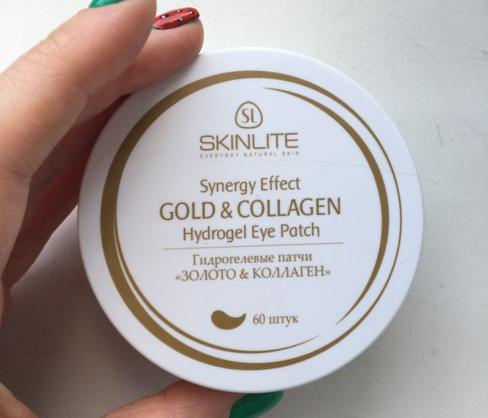 SL
SKINLITE
EVERYDAY NATURAL SKIN
Synergy Effect
GOLD & COLLAGEN
Hydrogel Eye Patch
Гидрогелевые патчи
«ЗОЛОТО & КОЛЛАГЕН»
60 штук